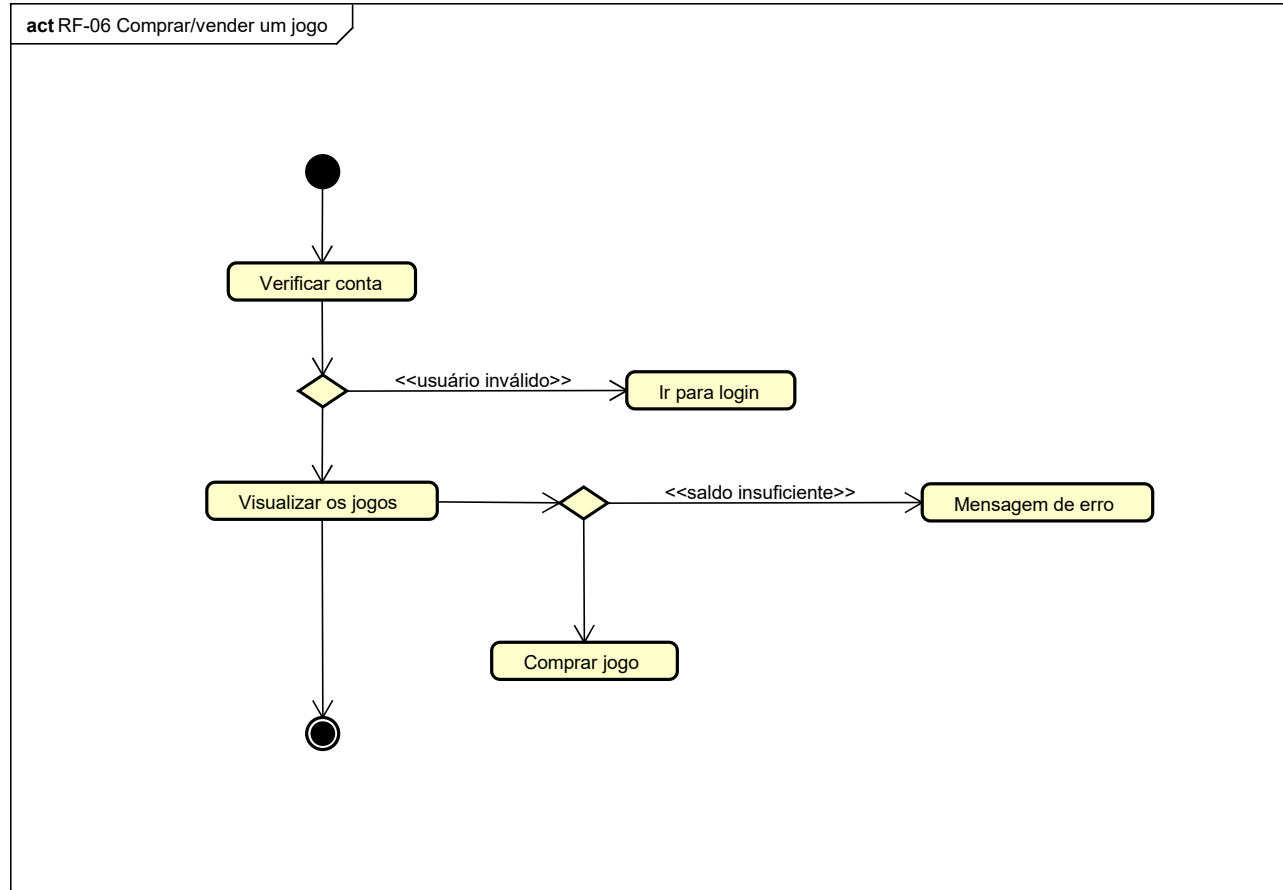 act RF-06 Comprar/vender um jogo
Verificar conta
<<usuário inválido>>
Ir para login
Visualizar os jogos
<<saldo insuficiente>>
Mensagem de erro
Comprar jogo